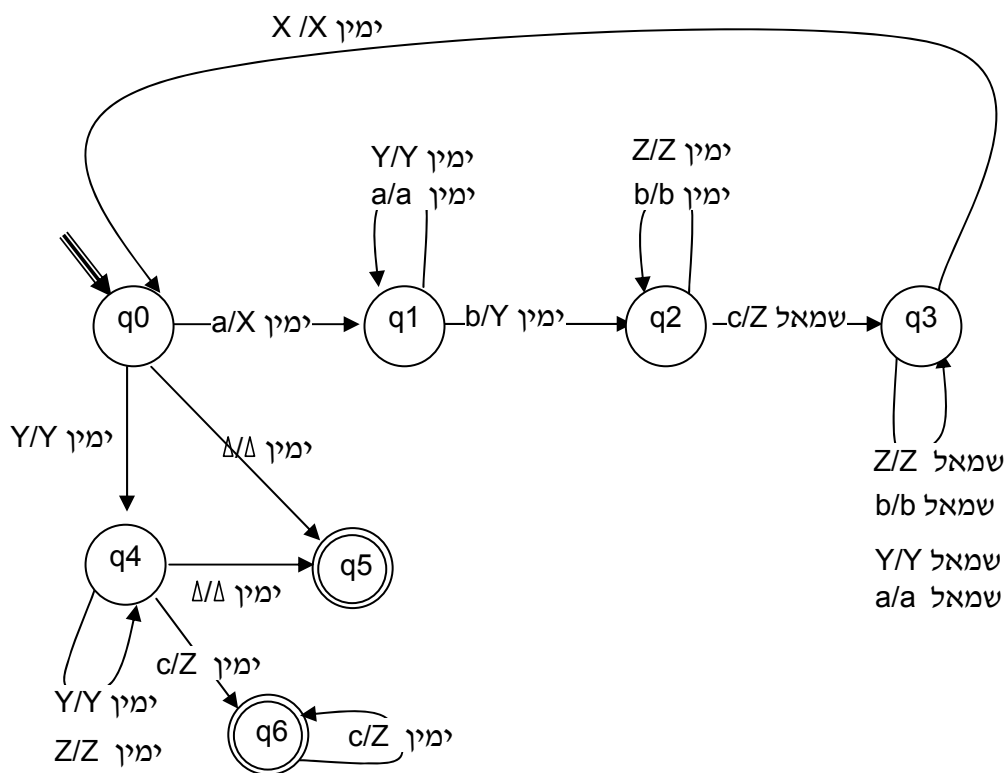 X /X ימין
Y/Y ימין
a/a ימין
Z/Z ימין
b/b ימין
q0
a/X ימין
q1
b/Y ימין
q2
c/Z שמאל
q3
Y/Y ימין
Δ/Δ ימין
Z/Z שמאל
b/b שמאל
Y/Y שמאל
a/a שמאל
q4
Δ/Δ ימין
q5
c/Z ימין
Y/Y ימין
Z/Z ימין
q6
c/Z ימין